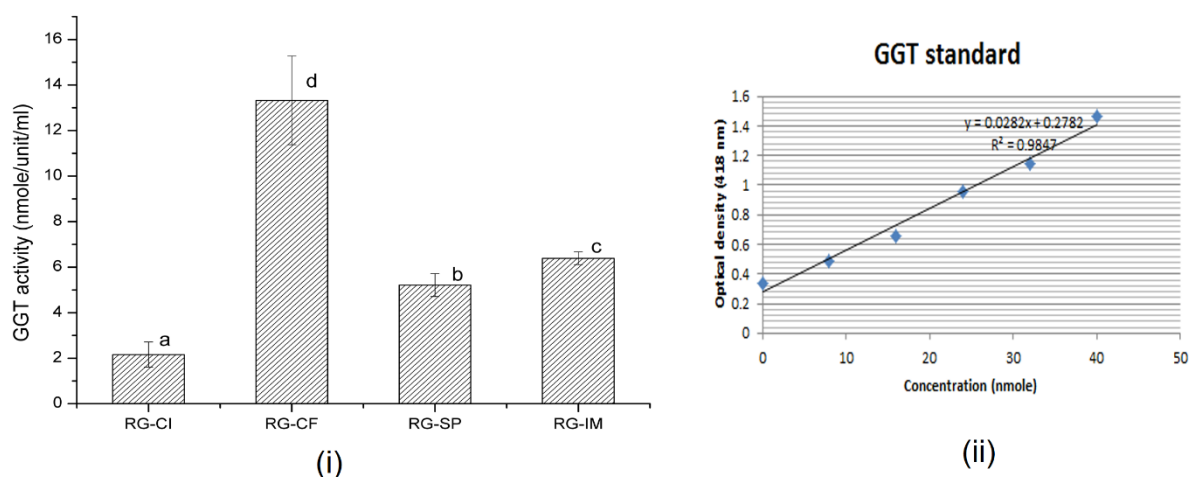 GGT activity (nmole/unit/ml)
16
14
12
10
8
6
4
2
0
a
d
b
c
RG-CI
RG-CF
RG-SP
RG-IM
(i)
GGT standard
Optical density (418 nm)
1.6
1.4
1.2
1
0.8
0.6
0.4
0.2
0
y = 0.0282x + 0.2782
R² = 0.9847
0
10
20
30
40
50
Concentration (nmole)
(ii)